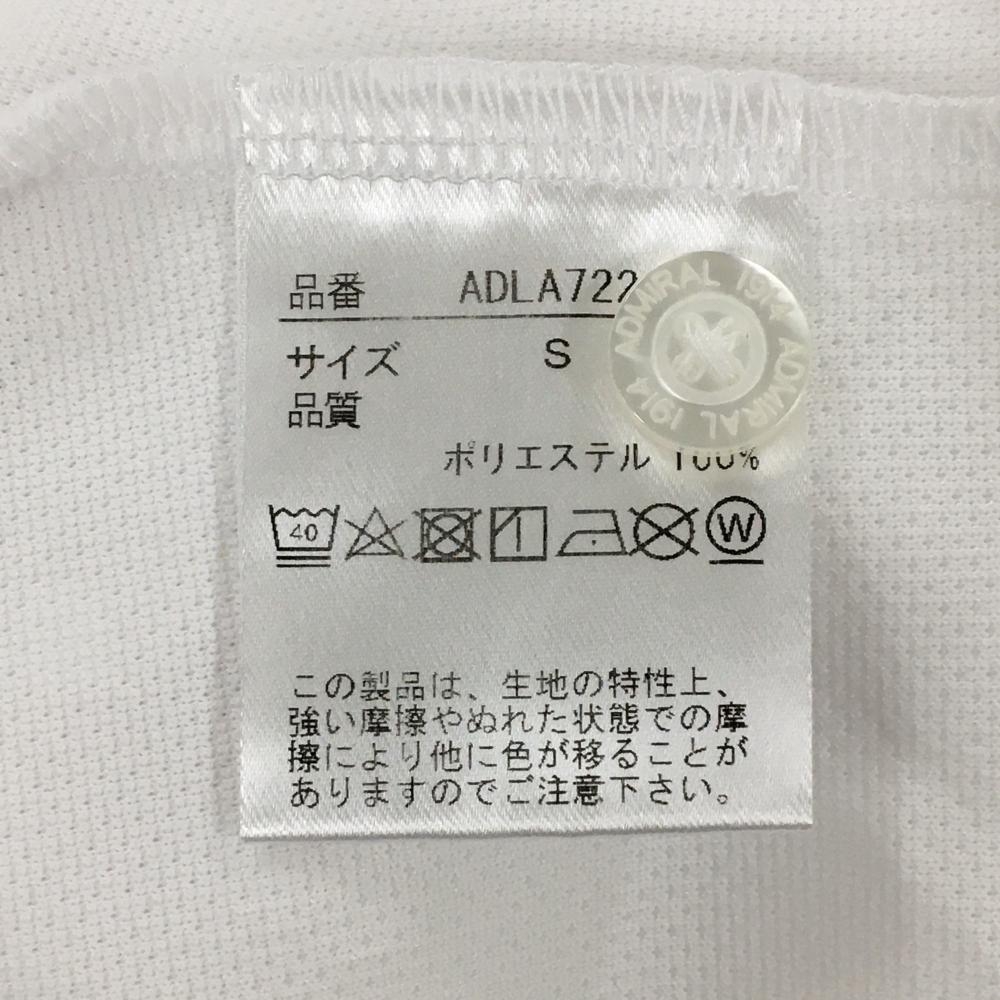 品番 ADLA722
サイズ S
品質
ポリエステル 100%
40
W
この製品は、生地の特性上、
強い摩擦やぬれた状態での摩
擦により他に色が移ることが
ありますのでご注意下さい。
ADMIRAL 1914 ADMIRAL 1914